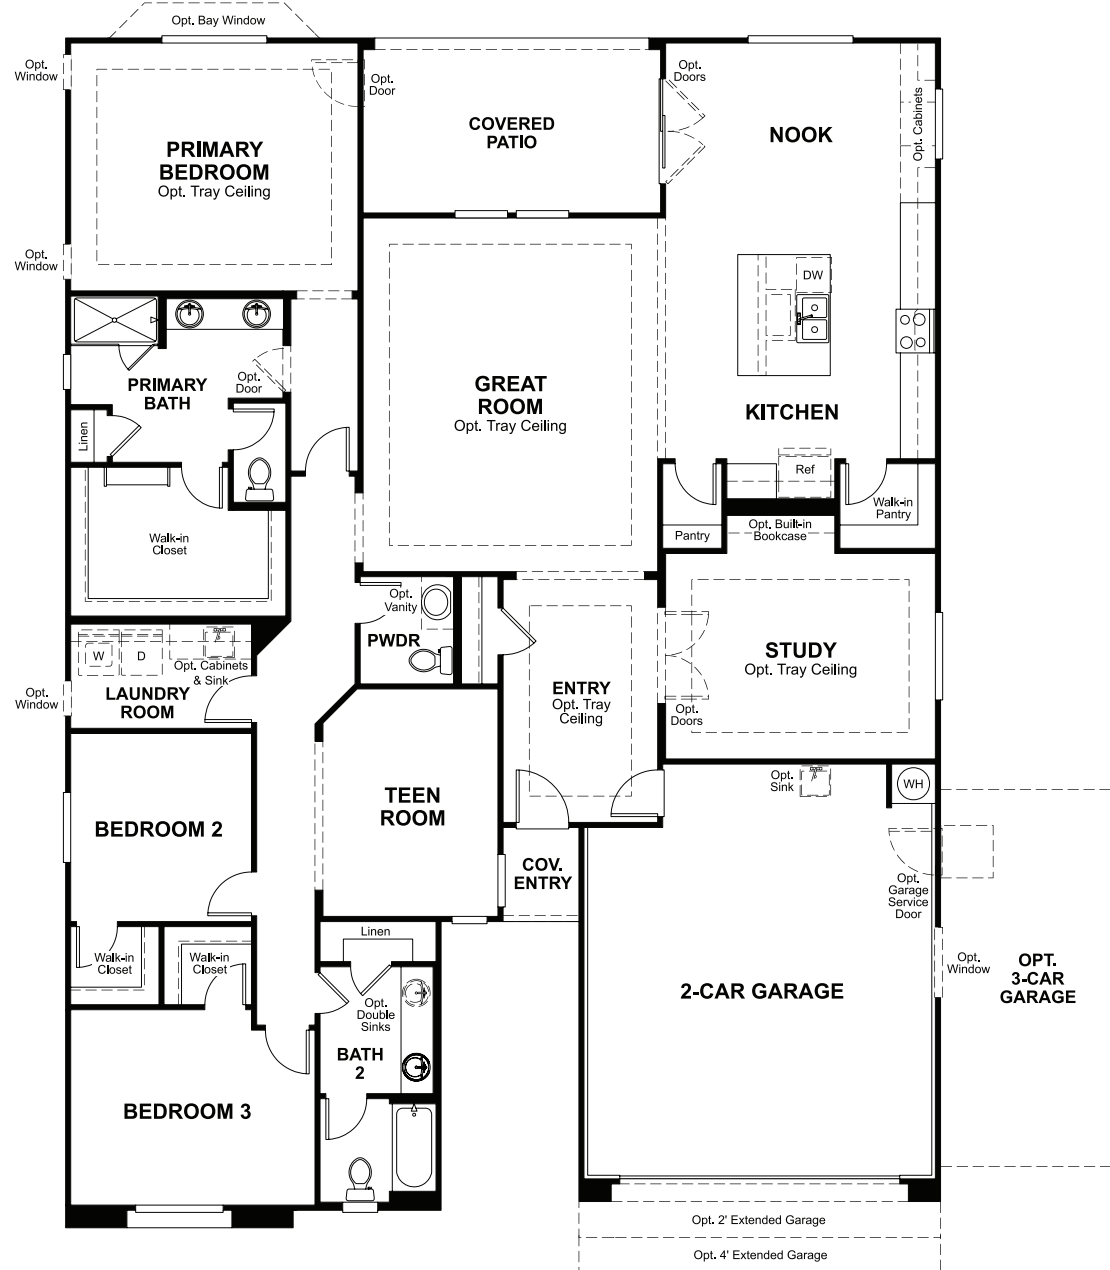 Opt. Bay Window
Opt.
Window
Opt.
Door
Opt.
Doors
Opt. Cabinets
COVERED
PATIO
NOOK
PRIMARY
BEDROOM
Opt. Tray Ceiling
Opt.
Window
DW
PRIMARY
BATH
Opt.
Door
GREAT
ROOM
Opt. Tray Ceiling
KITCHEN
Linen
Ref
Walk-in
Pantry
Pantry
Opt. Built-in
Bookcase
Walk-in
Closet
Opt.
Vanity
PWDR
W
D
Opt. Cabinets
& Sink
LAUNDRY
ROOM
Opt.
Window
ENTRY
Opt. Tray
Ceiling
STUDY
Opt. Tray Ceiling
Opt.
Doors
Opt.
Sink
WH
TEEN
ROOM
BEDROOM 2
COV.
ENTRY
Opt.
Garage
Service
Door
Linen
Walk-in
Closet
Walk-in
Closet
Opt.
Window
OPT.
3-CAR
GARAGE
2-CAR GARAGE
Opt.
Double
Sinks
BATH
2
BEDROOM 3
Opt. 2' Extended Garage
Opt. 4' Extended Garage